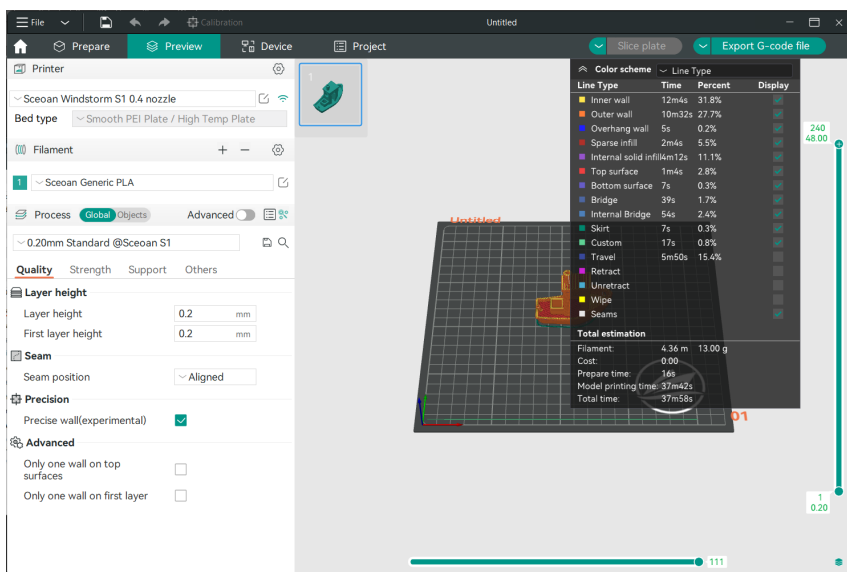 File
Calibration
Untitled
Prepare
Preview
Device
Project
Slice plate
Export G-code file
Printer
Sceoan Windstorm S1 0.4 nozzle
Bed type
Smooth PEI Plate / High Temp Plate
Filament
1
Sceoan Generic PLA
Process
Global
Objects
Advanced
0.20mm Standard @Sceoan S1
Quality
Strength
Support
Others
Layer height
Layer height 0.2 mm
First layer height 0.2 mm
Seam
Seam position Aligned
Precision
Precise wall(experimental)
Advanced
Only one wall on top
surfaces
Only one wall on first layer
1
Untitled
01
Color scheme Line Type
Line Type Time Percent Display
Inner wall 12m4s 31.8%
Outer wall 10m32s 27.7%
Overhang wall 5s 0.2%
Sparse infill 2m4s 5.5%
Internal solid infill 4m12s 11.1%
Top surface 1m4s 2.8%
Bottom surface 7s 0.3%
Bridge 39s 1.7%
Internal Bridge 54s 2.4%
Skirt 7s 0.3%
Custom 17s 0.8%
Travel 5m50s 15.4%
Retract
Unretract
Wipe
Seams
Total estimation
Filament: 4.36 m 13.00 g
Cost: 0.00
Prepare time: 16s
Model printing time: 37m42s
Total time: 37m58s
240
48.00
1
0.20
111